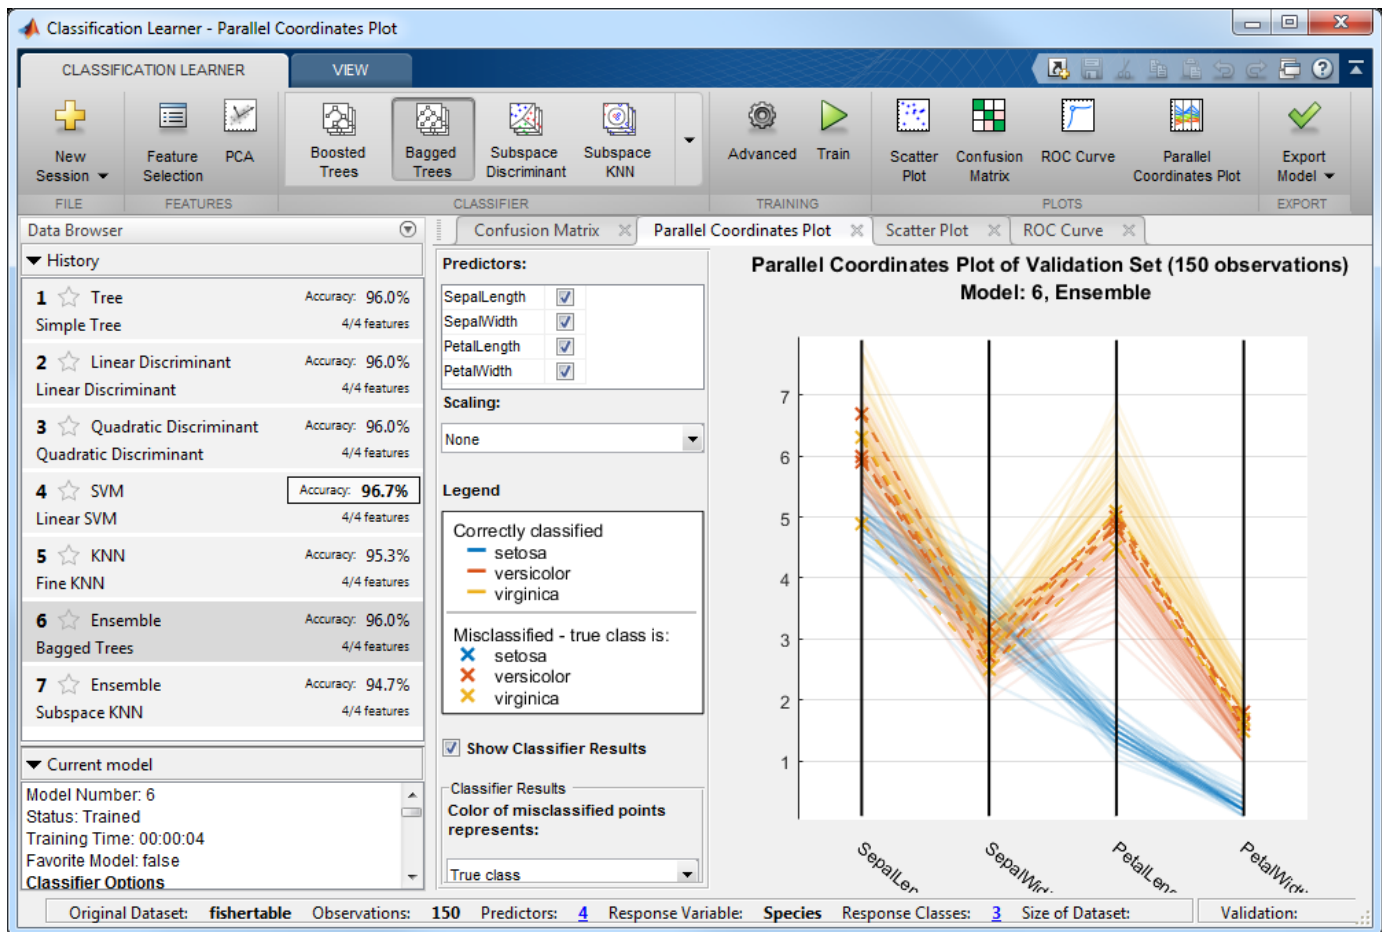 Classification Learner - Parallel Coordinates Plot
CLASSIFICATION LEARNER
VIEW
New Session
Feature Selection
PCA
Boosted Trees
Bagged Trees
Subspace Discriminant
Subspace KNN
Advanced
Train
Scatter Plot
Confusion Matrix
ROC Curve
Parallel Coordinates Plot
Export Model
FILE
FEATURES
CLASSIFIER
TRAINING
PLOTS
EXPORT
Data Browser
History
1 Tree Accuracy: 96.0%
Simple Tree 4/4 features
2 Linear Discriminant Accuracy: 96.0%
Linear Discriminant 4/4 features
3 Quadratic Discriminant Accuracy: 96.0%
Quadratic Discriminant 4/4 features
4 SVM Accuracy: 96.7%
Linear SVM 4/4 features
5 KNN Accuracy: 95.3%
Fine KNN 4/4 features
6 Ensemble Accuracy: 96.0%
Bagged Trees 4/4 features
7 Ensemble Accuracy: 94.7%
Subspace KNN 4/4 features
Current model
Model Number: 6
Status: Trained
Training Time: 00:00:04
Favorite Model: false
Classifier Options
Confusion Matrix
Parallel Coordinates Plot
Scatter Plot
ROC Curve
Predictors:
SepalLength
SepalWidth
PetalLength
PetalWidth
Scaling:
None
Legend
Correctly classified
setosa
versicolor
virginica
Misclassified - true class is:
setosa
versicolor
virginica
Show Classifier Results
Classifier Results
Color of misclassified points
represents:
True class
Parallel Coordinates Plot of Validation Set (150 observations)
Model: 6, Ensemble
7
6
5
4
3
2
1
SepalLen
SepalWid
PetalLeng
PetalWidth
Original Dataset: fishertable Observations: 150 Predictors: 4 Response Variable: Species Response Classes: 3 Size of Dataset: Validation: